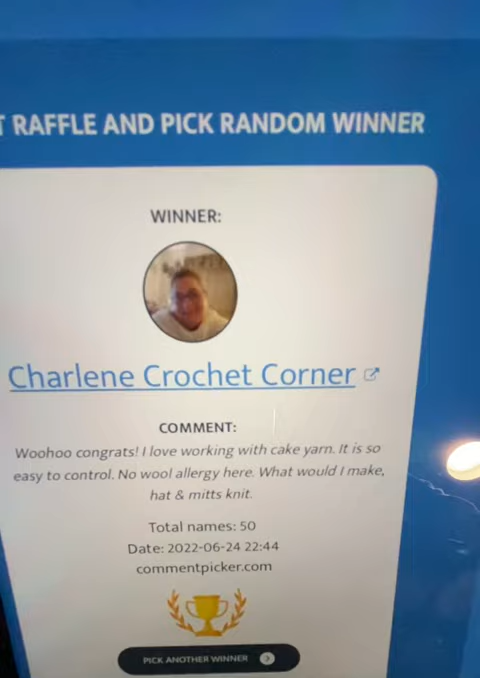 RAFFLE AND PICK RANDOM WINNER
WINNER:
Charlene Crochet Corner
COMMENT:
Woohoo congrats! I love working with cake yarn. It is so
easy to control. No wool allergy here. What would I make,
hat & mitts knit.
Total names: 50
Date: 2022-06-24 22:44
commentpicker.com
PICK ANOTHER WINNER